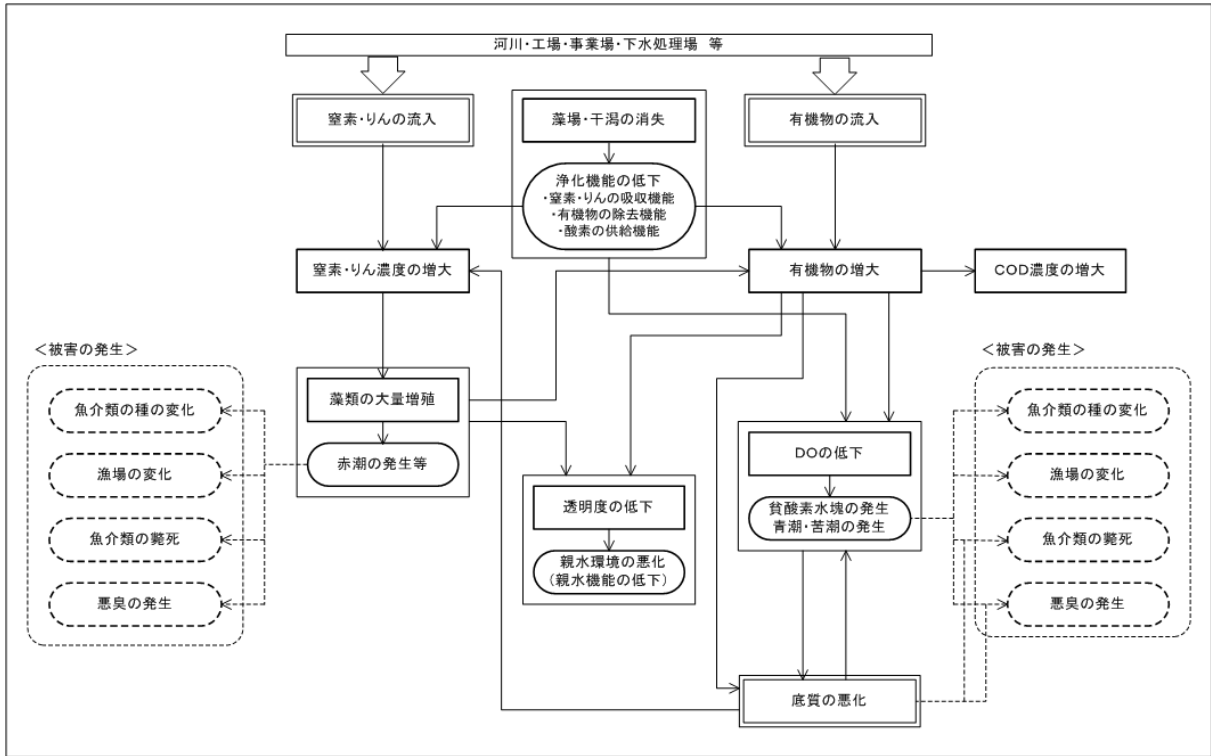 河川・工場・事業場・下水処理場 等
窒素・りんの流入
藻場・干潟の消失
有機物の流入
浄化機能の低下
・窒素・りんの吸収機能
・有機物の除去機能
・酸素の供給機能
窒素・りん濃度の増大
有機物の増大
COD濃度の増大
＜被害の発生＞
魚介類の種の変化
漁場の変化
魚介類の斃死
悪臭の発生
藻類の大量増殖
赤潮の発生等
透明度の低下
親水環境の悪化
(親水機能の低下)
DOの低下
貧酸素水塊の発生
青潮・苦潮の発生
＜被害の発生＞
魚介類の種の変化
漁場の変化
魚介類の斃死
悪臭の発生
底質の悪化